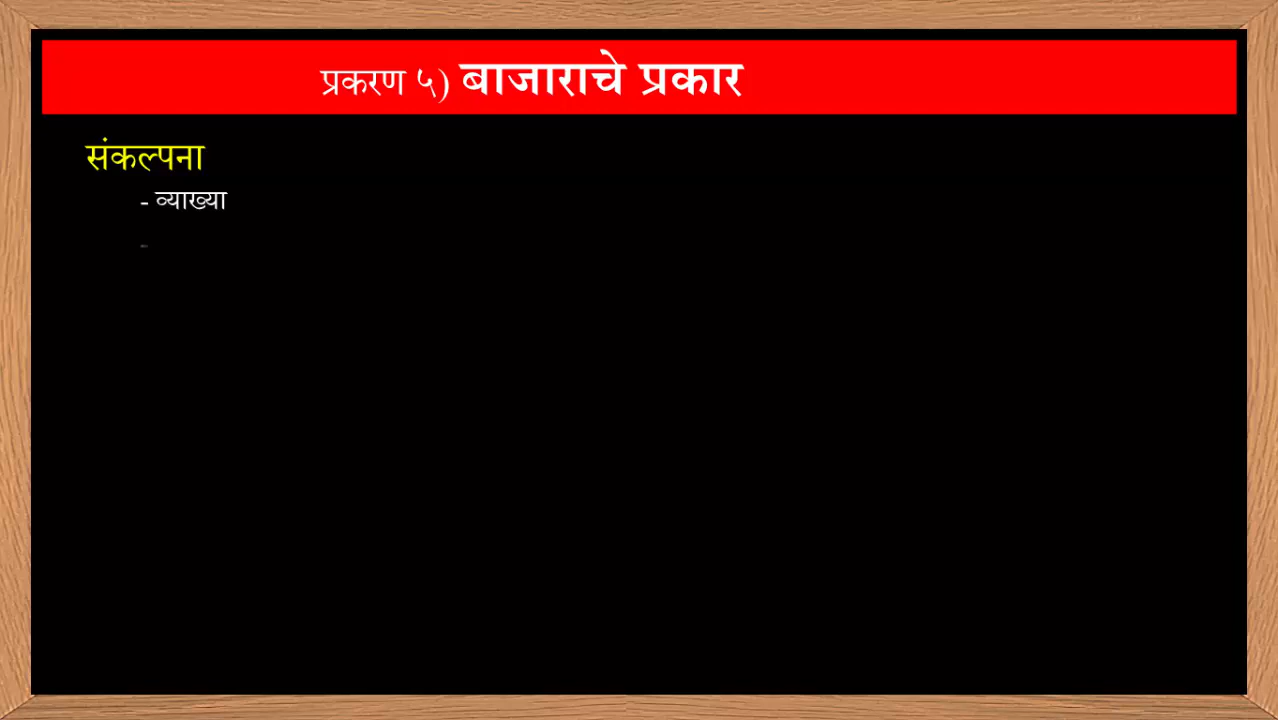 प्रकरण ५) बाजाराचे प्रकार
संकल्पना
- व्याख्या
-